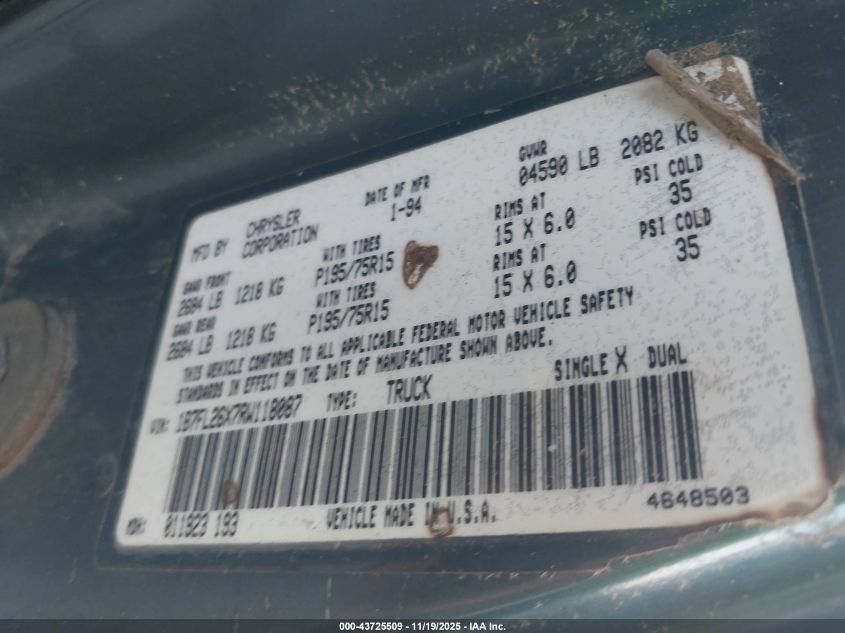 MFD BY CHRYSLER CORPORATION DATE OF MFR 1-94 GVWR 04590 LB 2082 KG
GAWR FRONT 2684 LB 1218 KG WITH TIRES P195/75R15 RIMS AT 15 X 6.0 PSI COLD 35
GAWR REAR 2684 LB 1218 KG WITH TIRES P195/75R15 RIMS AT 15 X 6.0 PSI COLD 35
THIS VEHICLE CONFORMS TO ALL APPLICABLE FEDERAL MOTOR VEHICLE SAFETY
STANDARDS IN EFFECT ON THE DATE OF MANUFACTURE SHOWN ABOVE.
VIN: 1B7FL26X7RW118087 TYPE: TRUCK SINGLE X DUAL
MDH: 011923 193 VEHICLE MADE IN U.S.A. 4648503
000-43725509 - 11/19/2025 - IAA Inc.